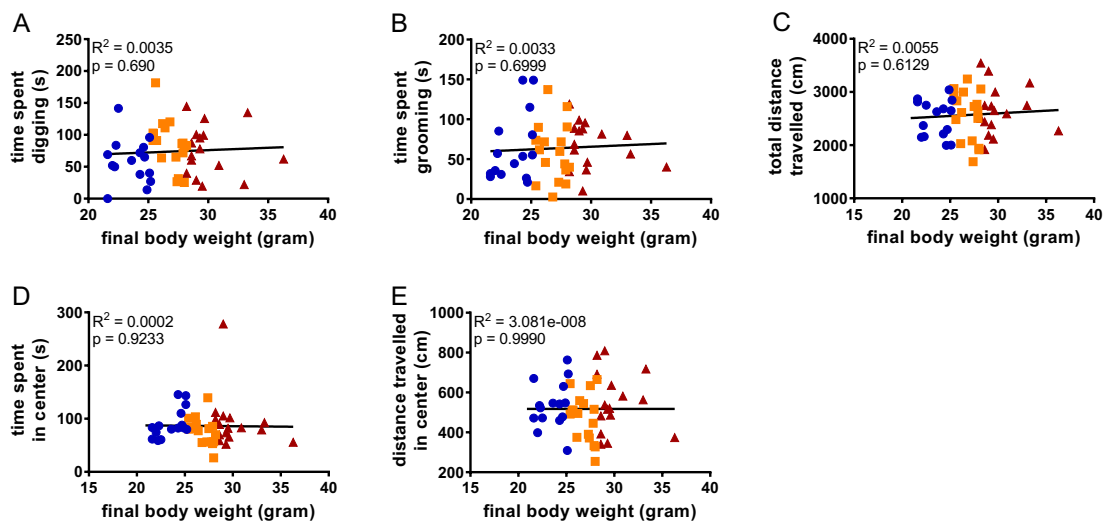 A
R² = 0.0035
p = 0.690
250
200
150
100
50
0
time spent
digging (s)
20
25
30
35
40
final body weight (gram)
B
R² = 0.0033
p = 0.6999
200
150
100
50
0
time spent
grooming (s)
20
25
30
35
40
final body weight (gram)
C
R² = 0.0055
p = 0.6129
4000
3000
2000
1000
total distance
travelled (cm)
15
20
25
30
35
40
final body weight (gram)
D
R² = 0.0002
p = 0.9233
300
200
100
0
time spent
in center (s)
15
20
25
30
35
40
final body weight (gram)
E
R² = 3.081e-008
p = 0.9990
1000
800
600
400
200
distance travelled
in center (cm)
15
20
25
30
35
40
final body weight (gram)